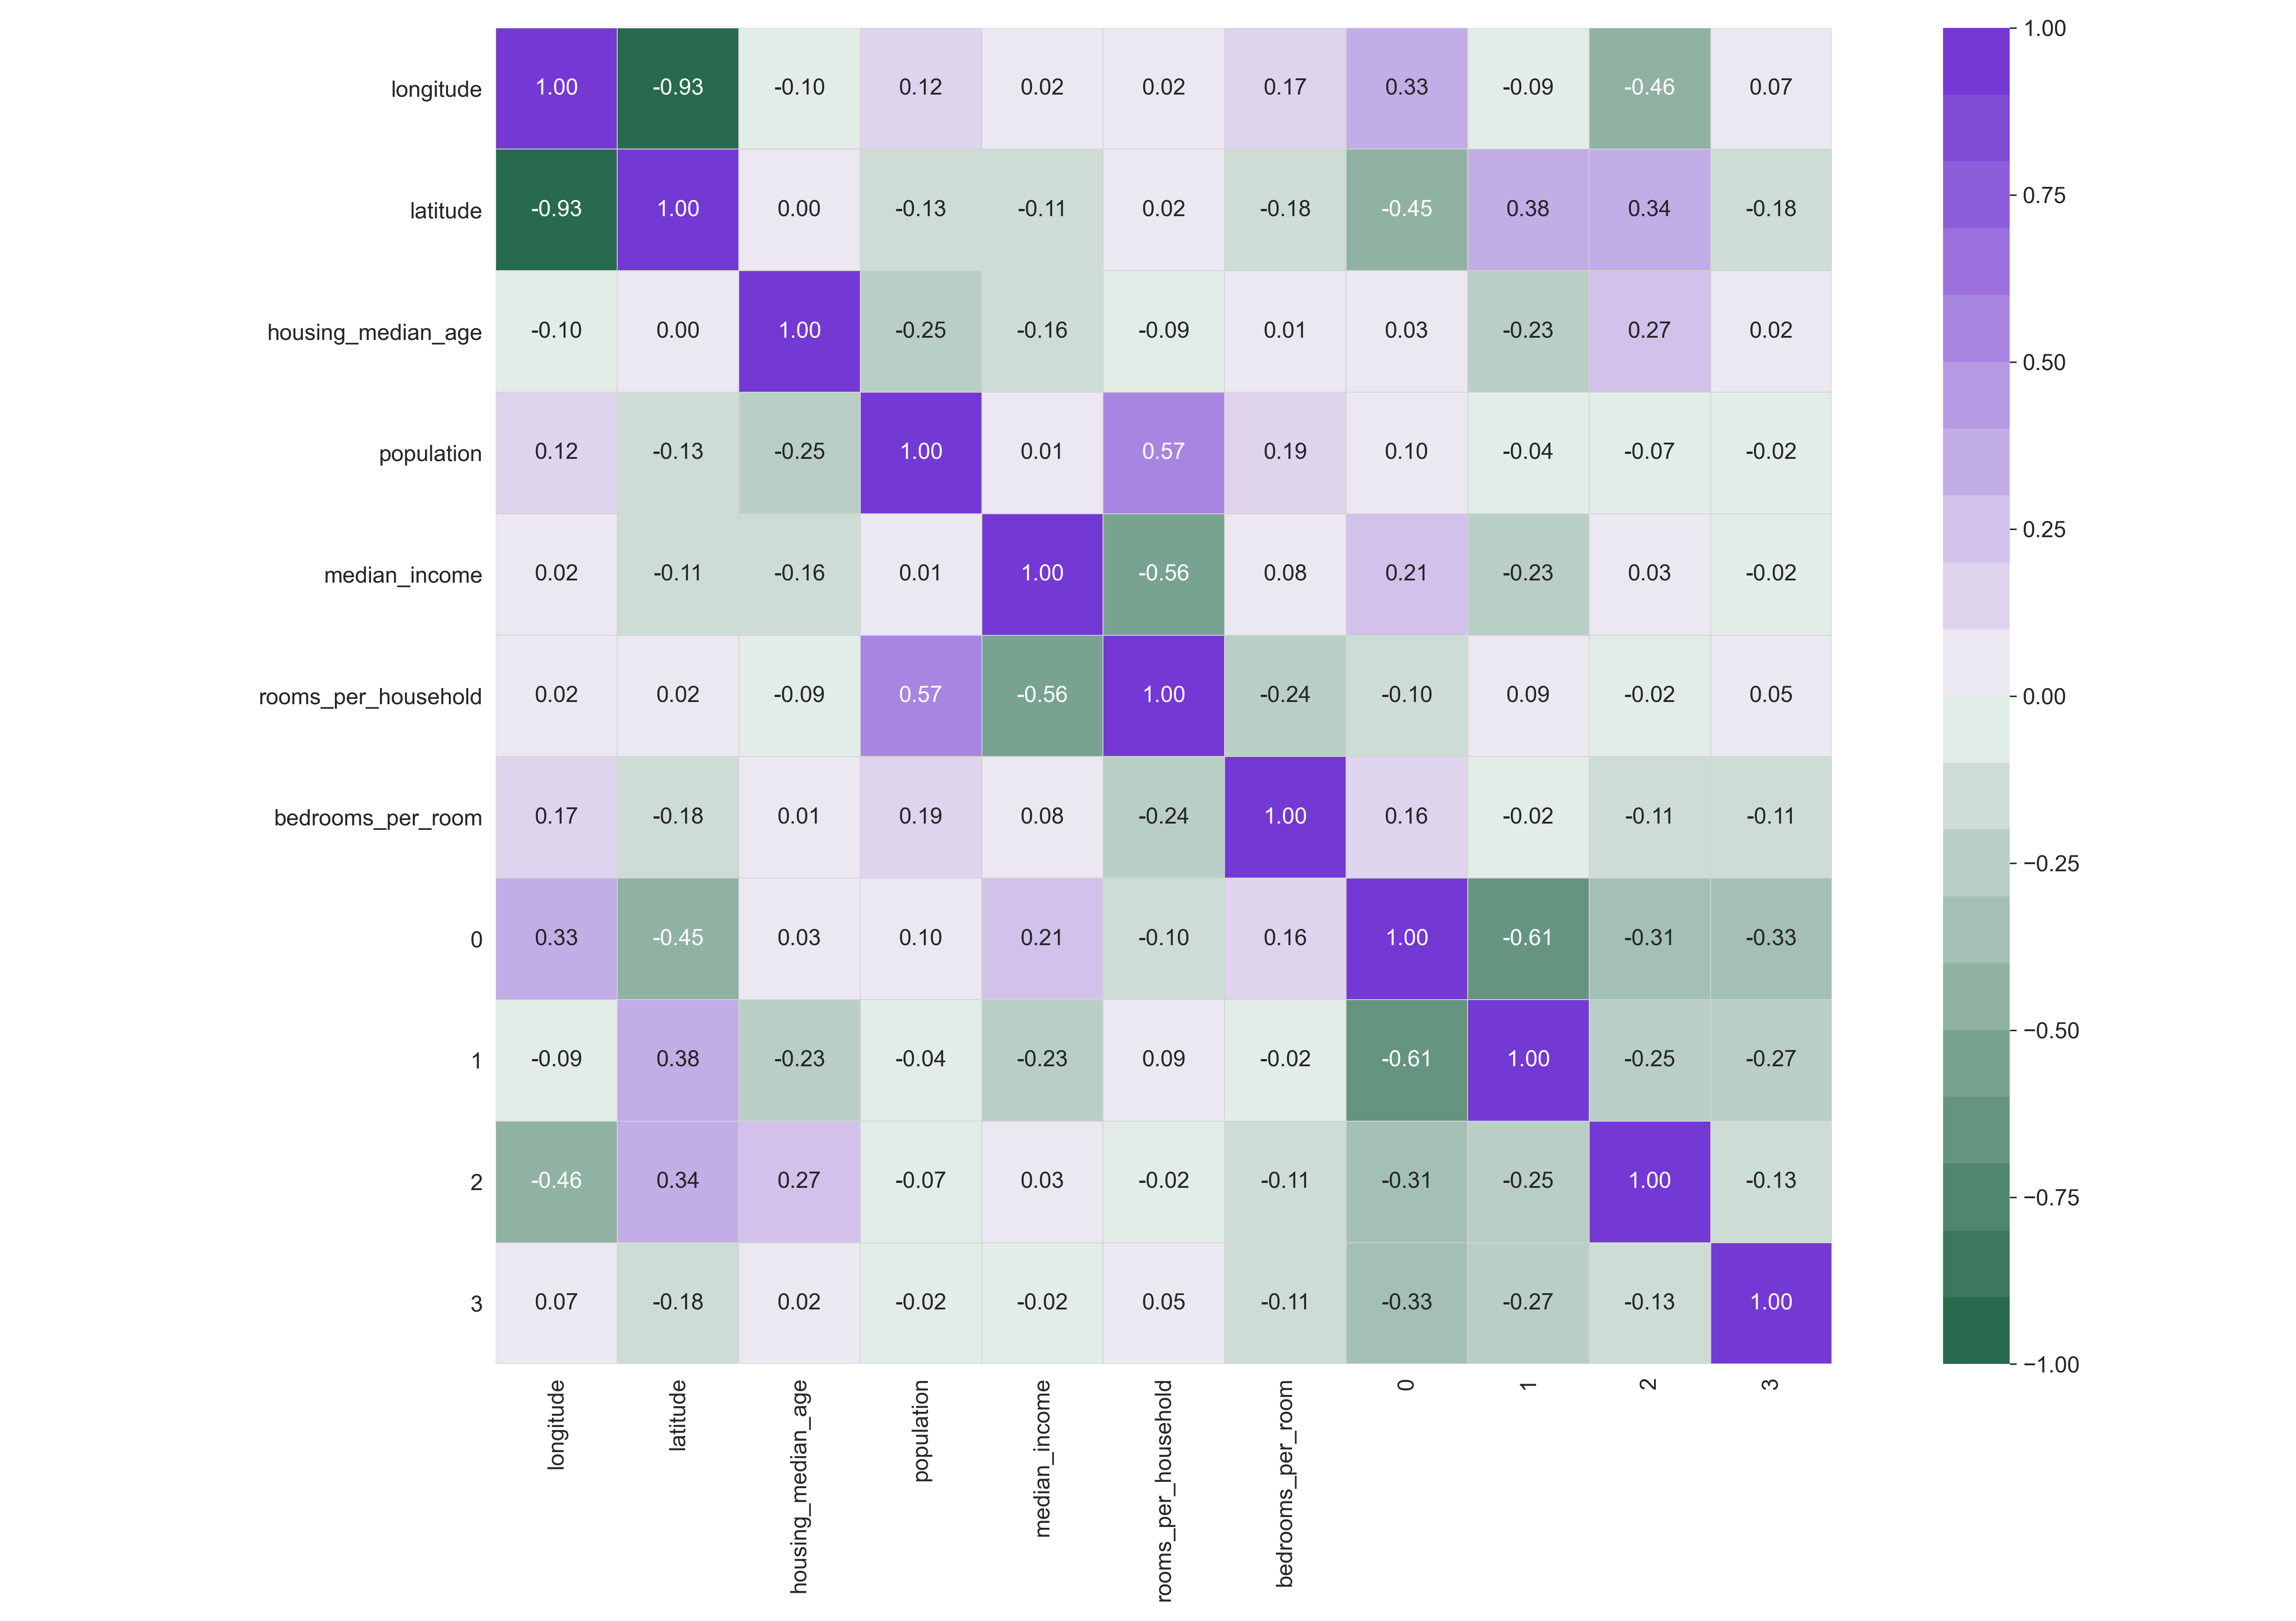 longitude 1.00 -0.93 -0.10 0.12 0.02 0.02 0.17 0.33 -0.09 -0.46 0.07
latitude -0.93 1.00 0.00 -0.13 -0.11 0.02 -0.18 -0.45 0.38 0.34 -0.18
housing_median_age -0.10 0.00 1.00 -0.25 -0.16 -0.09 0.01 0.03 -0.23 0.27 0.02
population 0.12 -0.13 -0.25 1.00 0.01 0.57 0.19 0.10 -0.04 -0.07 -0.02
median_income 0.02 -0.11 -0.16 0.01 1.00 -0.56 0.08 0.21 -0.23 0.03 -0.02
rooms_per_household 0.02 0.02 -0.09 0.57 -0.56 1.00 -0.24 -0.10 0.09 -0.02 0.05
bedrooms_per_room 0.17 -0.18 0.01 0.19 0.08 -0.24 1.00 0.16 -0.02 -0.11 -0.11
0 0.33 -0.45 0.03 0.10 0.21 -0.10 0.16 1.00 -0.61 -0.31 -0.33
1 -0.09 0.38 -0.23 -0.04 -0.23 0.09 -0.02 -0.61 1.00 -0.25 -0.27
2 -0.46 0.34 0.27 -0.07 0.03 -0.02 -0.11 -0.31 -0.25 1.00 -0.13
3 0.07 -0.18 0.02 -0.02 -0.02 0.05 -0.11 -0.33 -0.27 -0.13 1.00
longitude
latitude
housing_median_age
population
median_income
rooms_per_household
bedrooms_per_room
0
1
2
3
1.00
0.75
0.50
0.25
0.00
−0.25
−0.50
−0.75
−1.00